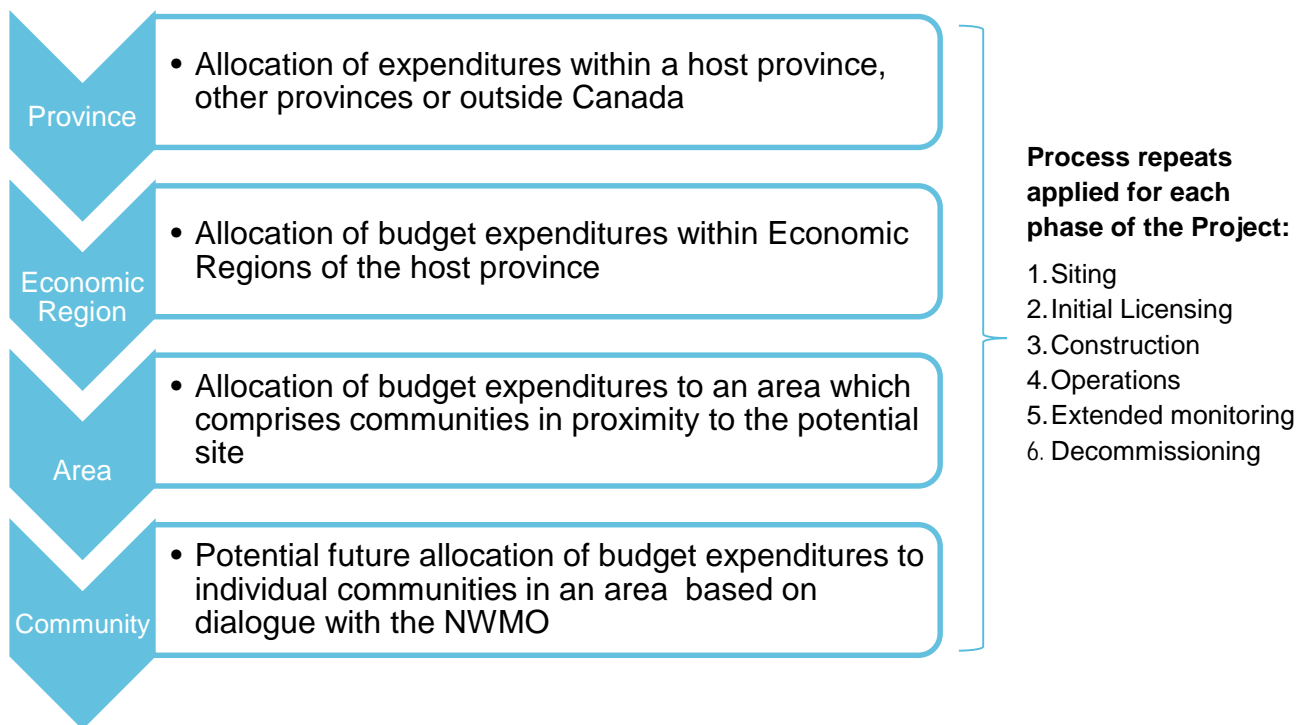 Province
• Allocation of expenditures within a host province,
other provinces or outside Canada
Economic
Region
• Allocation of budget expenditures within Economic
Regions of the host province
Area
• Allocation of budget expenditures to an area which
comprises communities in proximity to the potential
site
Community
• Potential future allocation of budget expenditures to
individual communities in an area  based on
dialogue with the NWMO
Process repeats
applied for each
phase of the Project:
1.Siting
2.Initial Licensing
3.Construction
4.Operations
5.Extended monitoring
6. Decommissioning